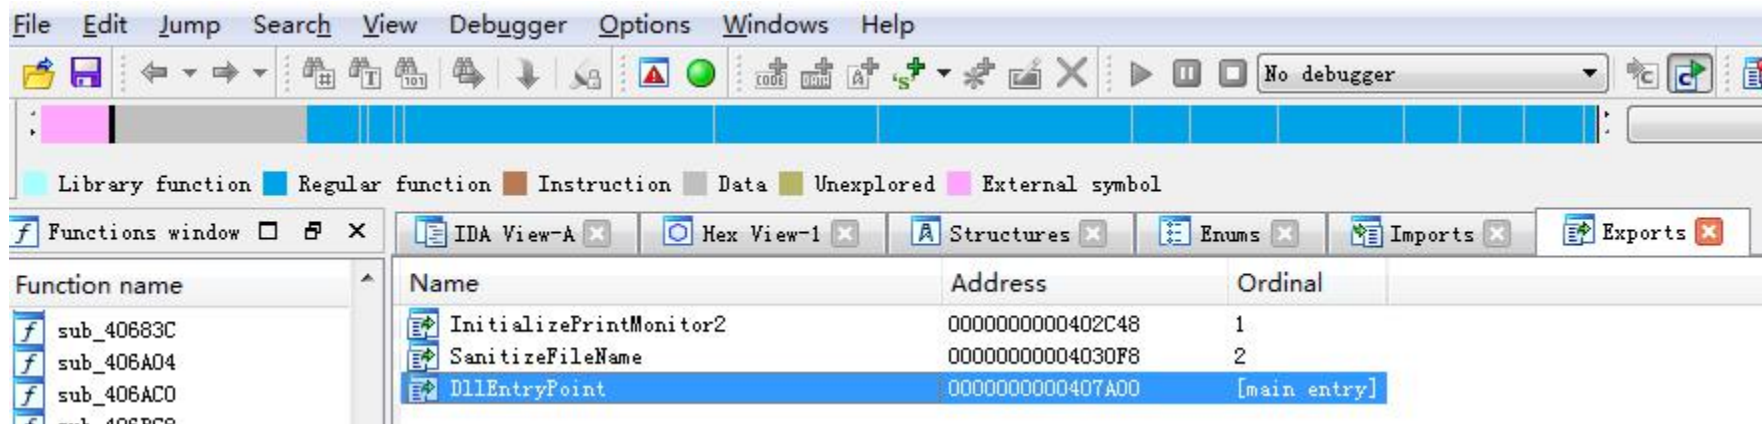 File Edit Jump Search View Debugger Options Windows Help
No debugger
Library function Regular function Instruction Data Unexplored External symbol
Functions window IDA View-A Hex View-1 Structures Enums Imports Exports
Function name Name Address Ordinal
sub_40683C InitializePrintMonitor2 0000000000402C48 1
sub_406A04 SanitizeFileName 00000000004030F8 2
sub_406AC0 DllEntryPoint 0000000000407A00 [main entry]